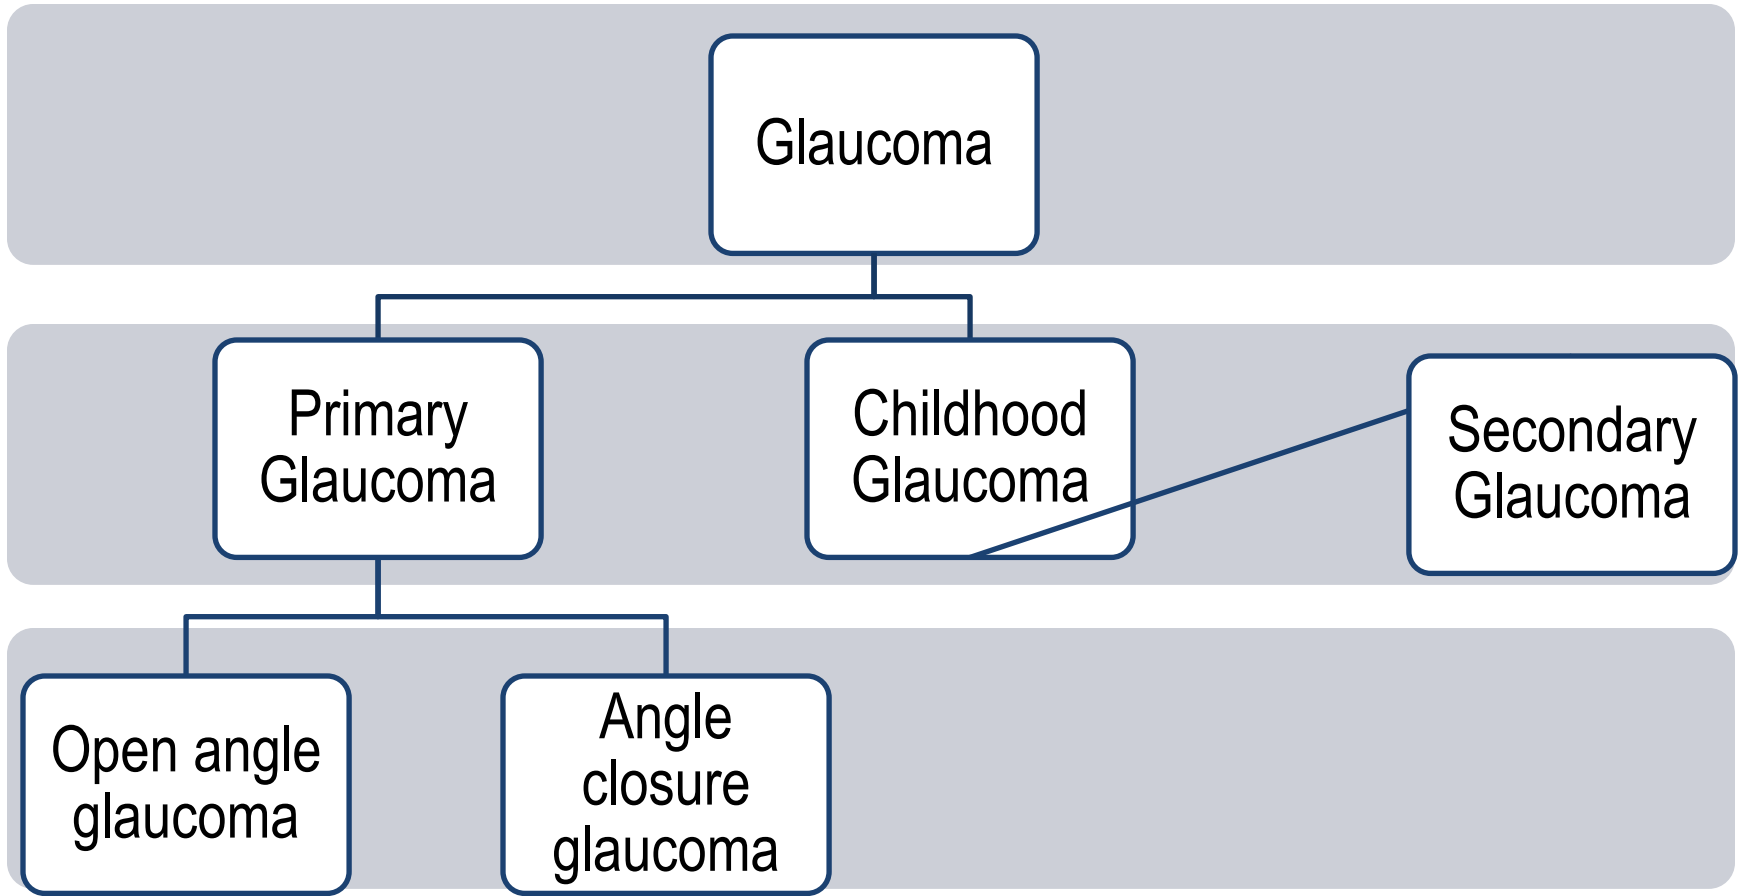 Glaucoma
Primary
Glaucoma
Childhood
Glaucoma
Secondary
Glaucoma
Open angle
glaucoma
Angle
closure
glaucoma